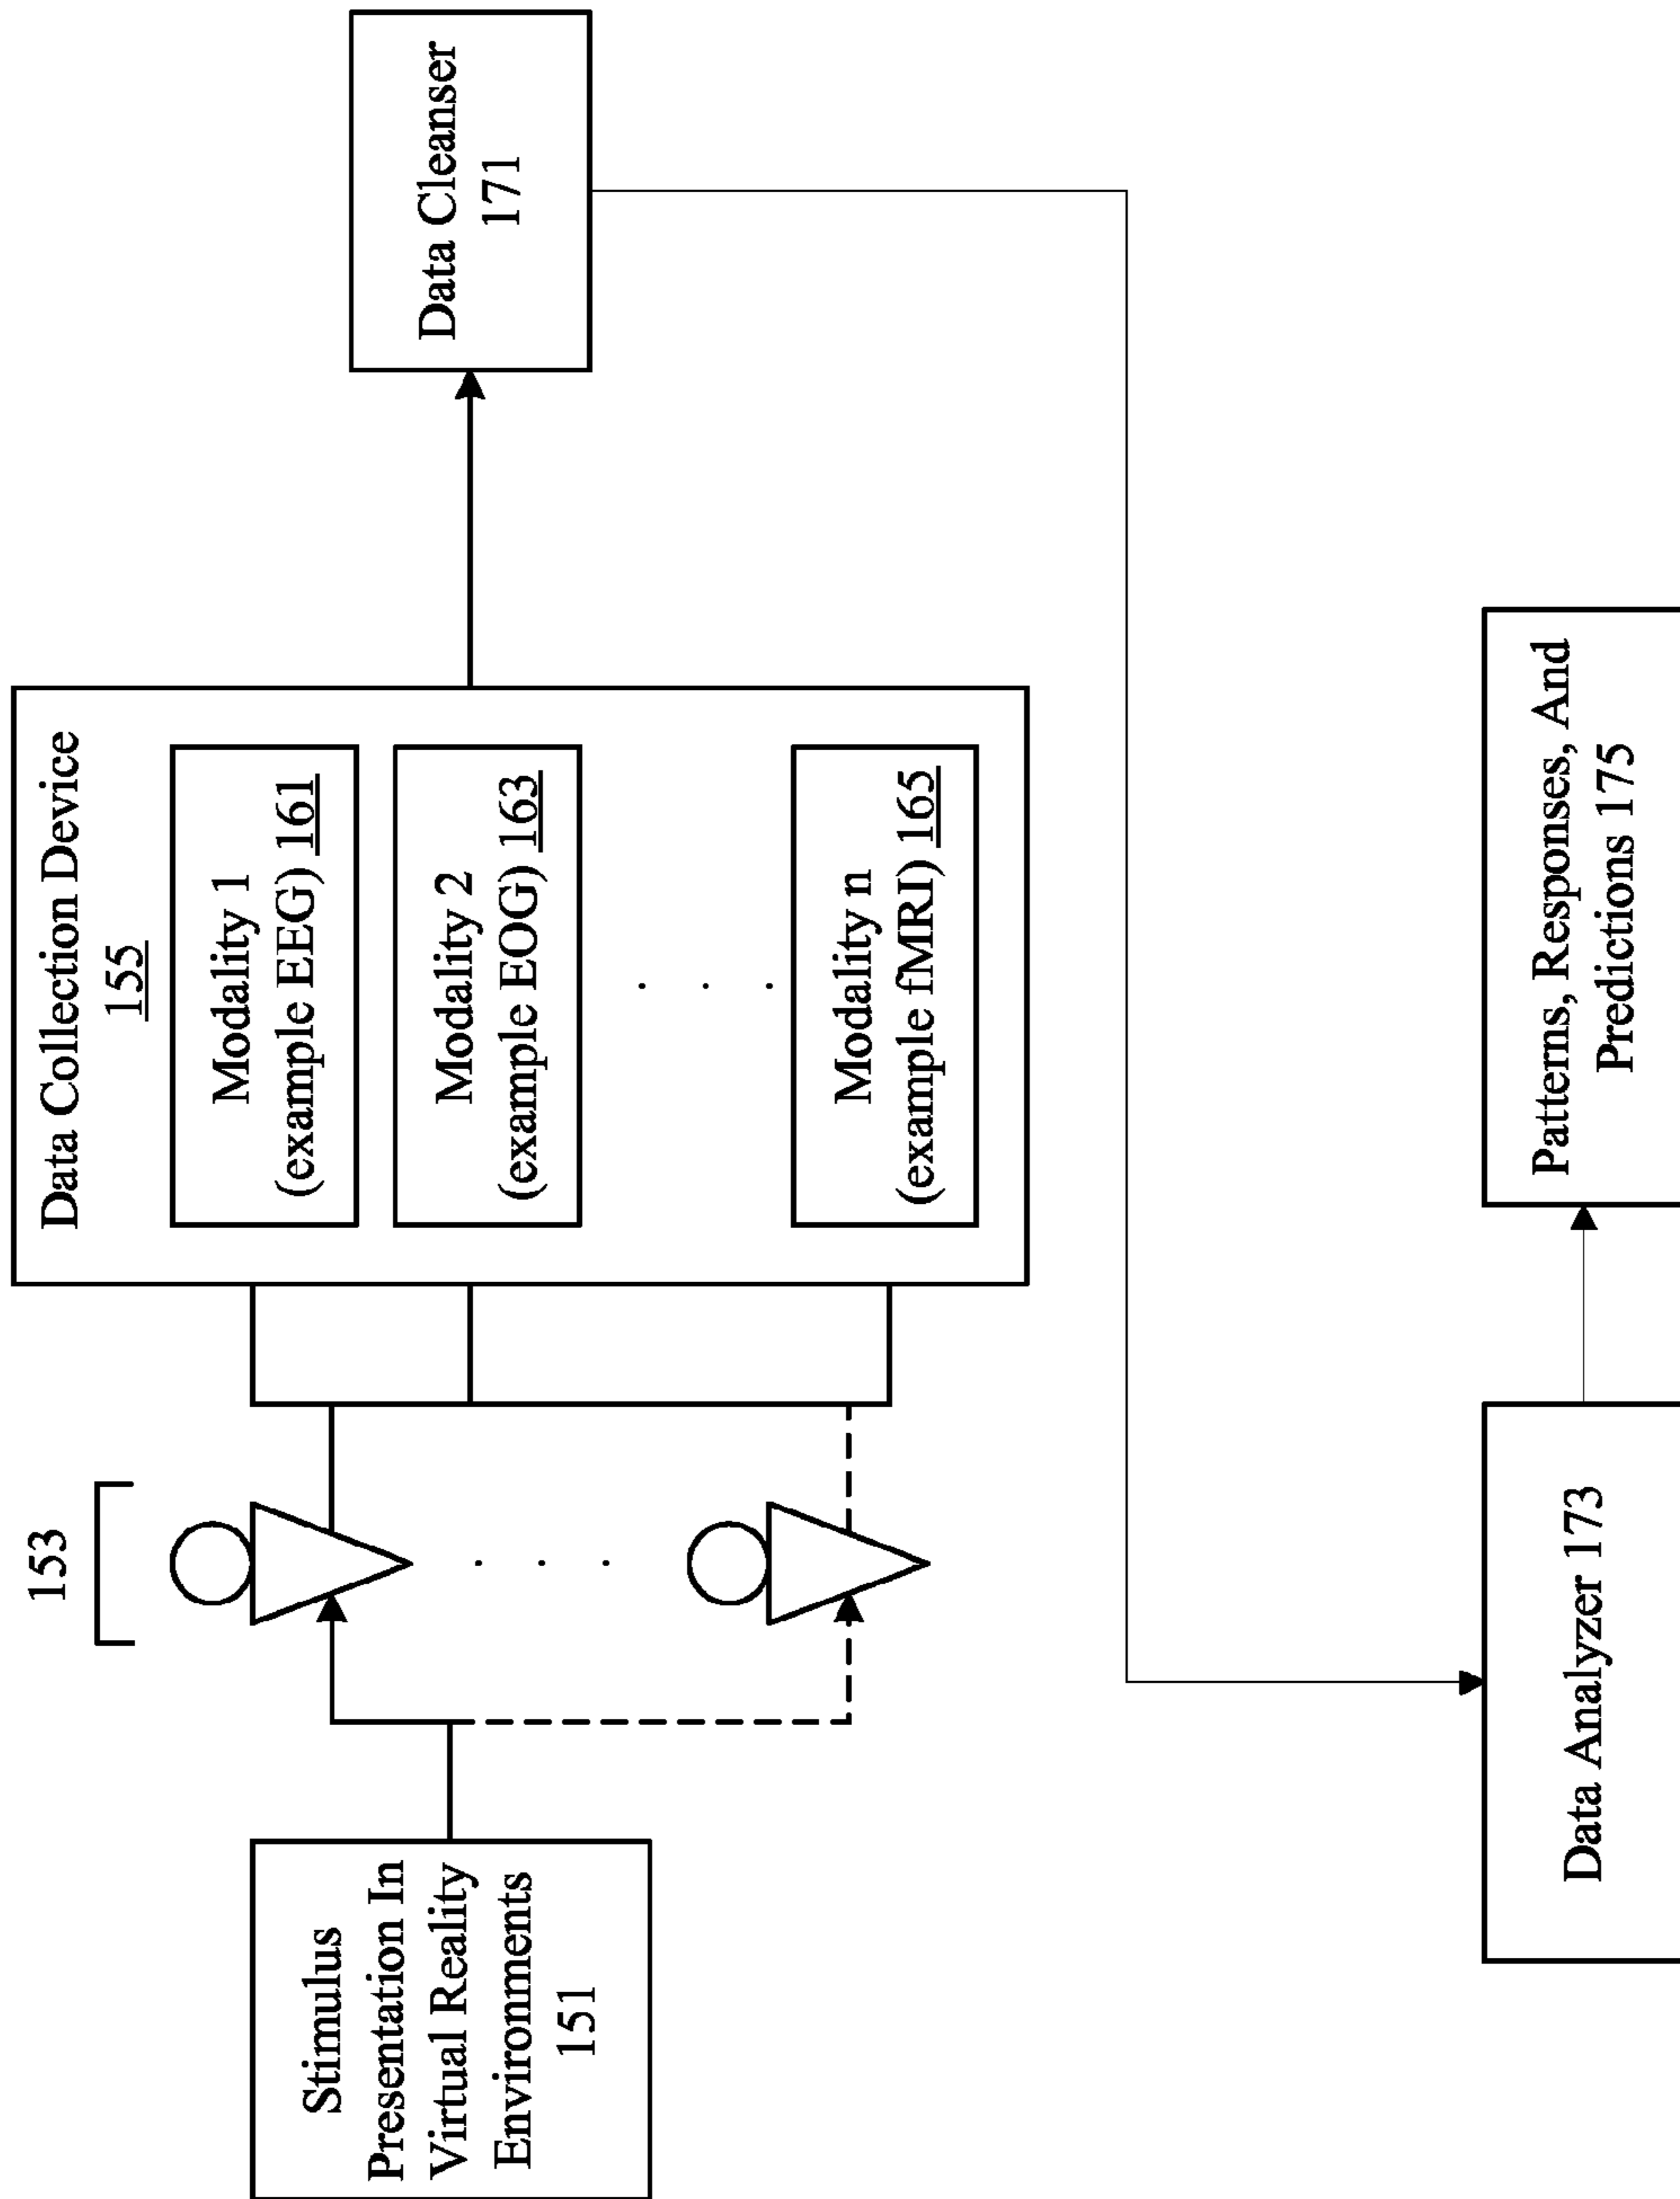 Stimulus
Presentation In
Virtual Reality
Environments
151
153
Data Collection Device
155
Modality 1
(example EEG) 161
Modality 2
(example EOG) 163
Modality n
(example fMRI) 165
Data Cleanser
171
Data Analyzer 173
Patterns, Responses, And
Predictions 175